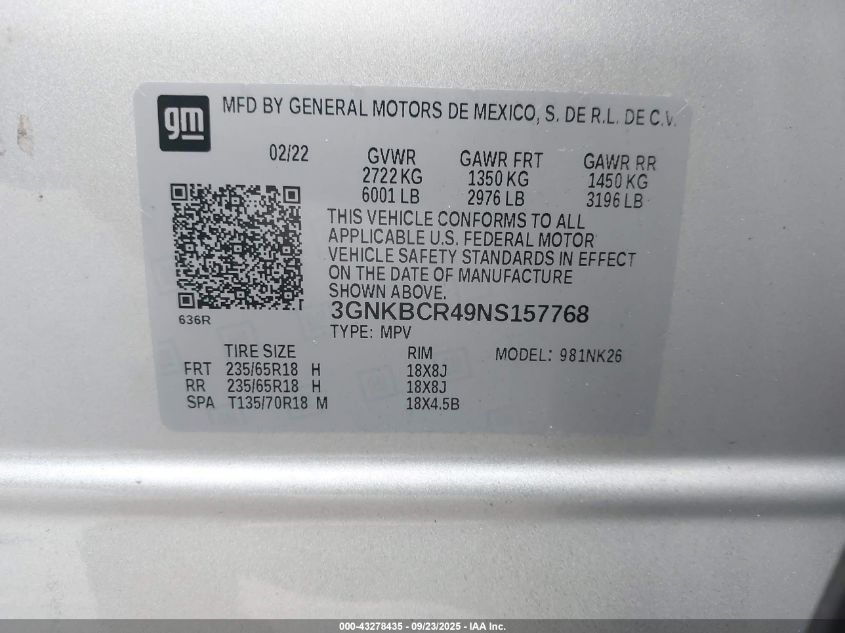 gm
MFD BY GENERAL MOTORS DE MEXICO, S. DE R.L. DE C.V.
02/22 GVWR GAWR FRT GAWR RR
2722 KG 1350 KG 1450 KG
6001 LB 2976 LB 3196 LB
THIS VEHICLE CONFORMS TO ALL
APPLICABLE U.S. FEDERAL MOTOR
VEHICLE SAFETY STANDARDS IN EFFECT
ON THE DATE OF MANUFACTURE
SHOWN ABOVE.
636R
3GNKBCR49NS157768
TYPE: MPV
TIRE SIZE RIM MODEL: 981NK26
FRT 235/65R18 H 18X8J
RR 235/65R18 H 18X8J
SPA T135/70R18 M 18X4.5B
000-43278435 - 09/23/2025 - IAA Inc.